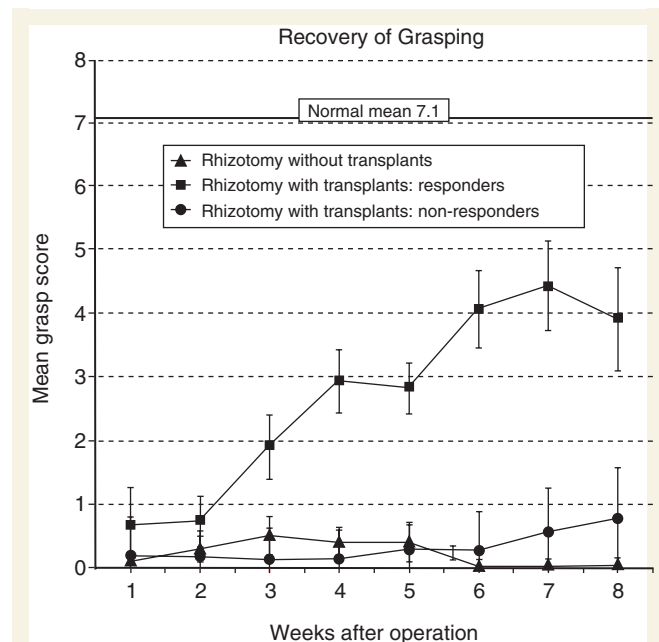 Recovery of Grasping
8
Normal mean 7.1
7
Rhizotomy without transplants
Rhizotomy with transplants: responders
Rhizotomy with transplants: non-responders
6
5
4
3
2
1
0
Mean grasp score
1 2 3 4 5 6 7 8
Weeks after operation